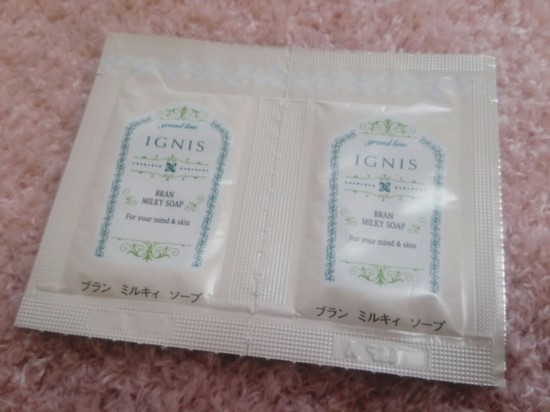 grand line
IGNIS
BRAN
MILKY SOAP
For your mind & skin
ブラン ミルキィ ソープ
grand line
IGNIS
BRAN
MILKY SOAP
For your mind & skin
ブラン ミルキィ ソープ